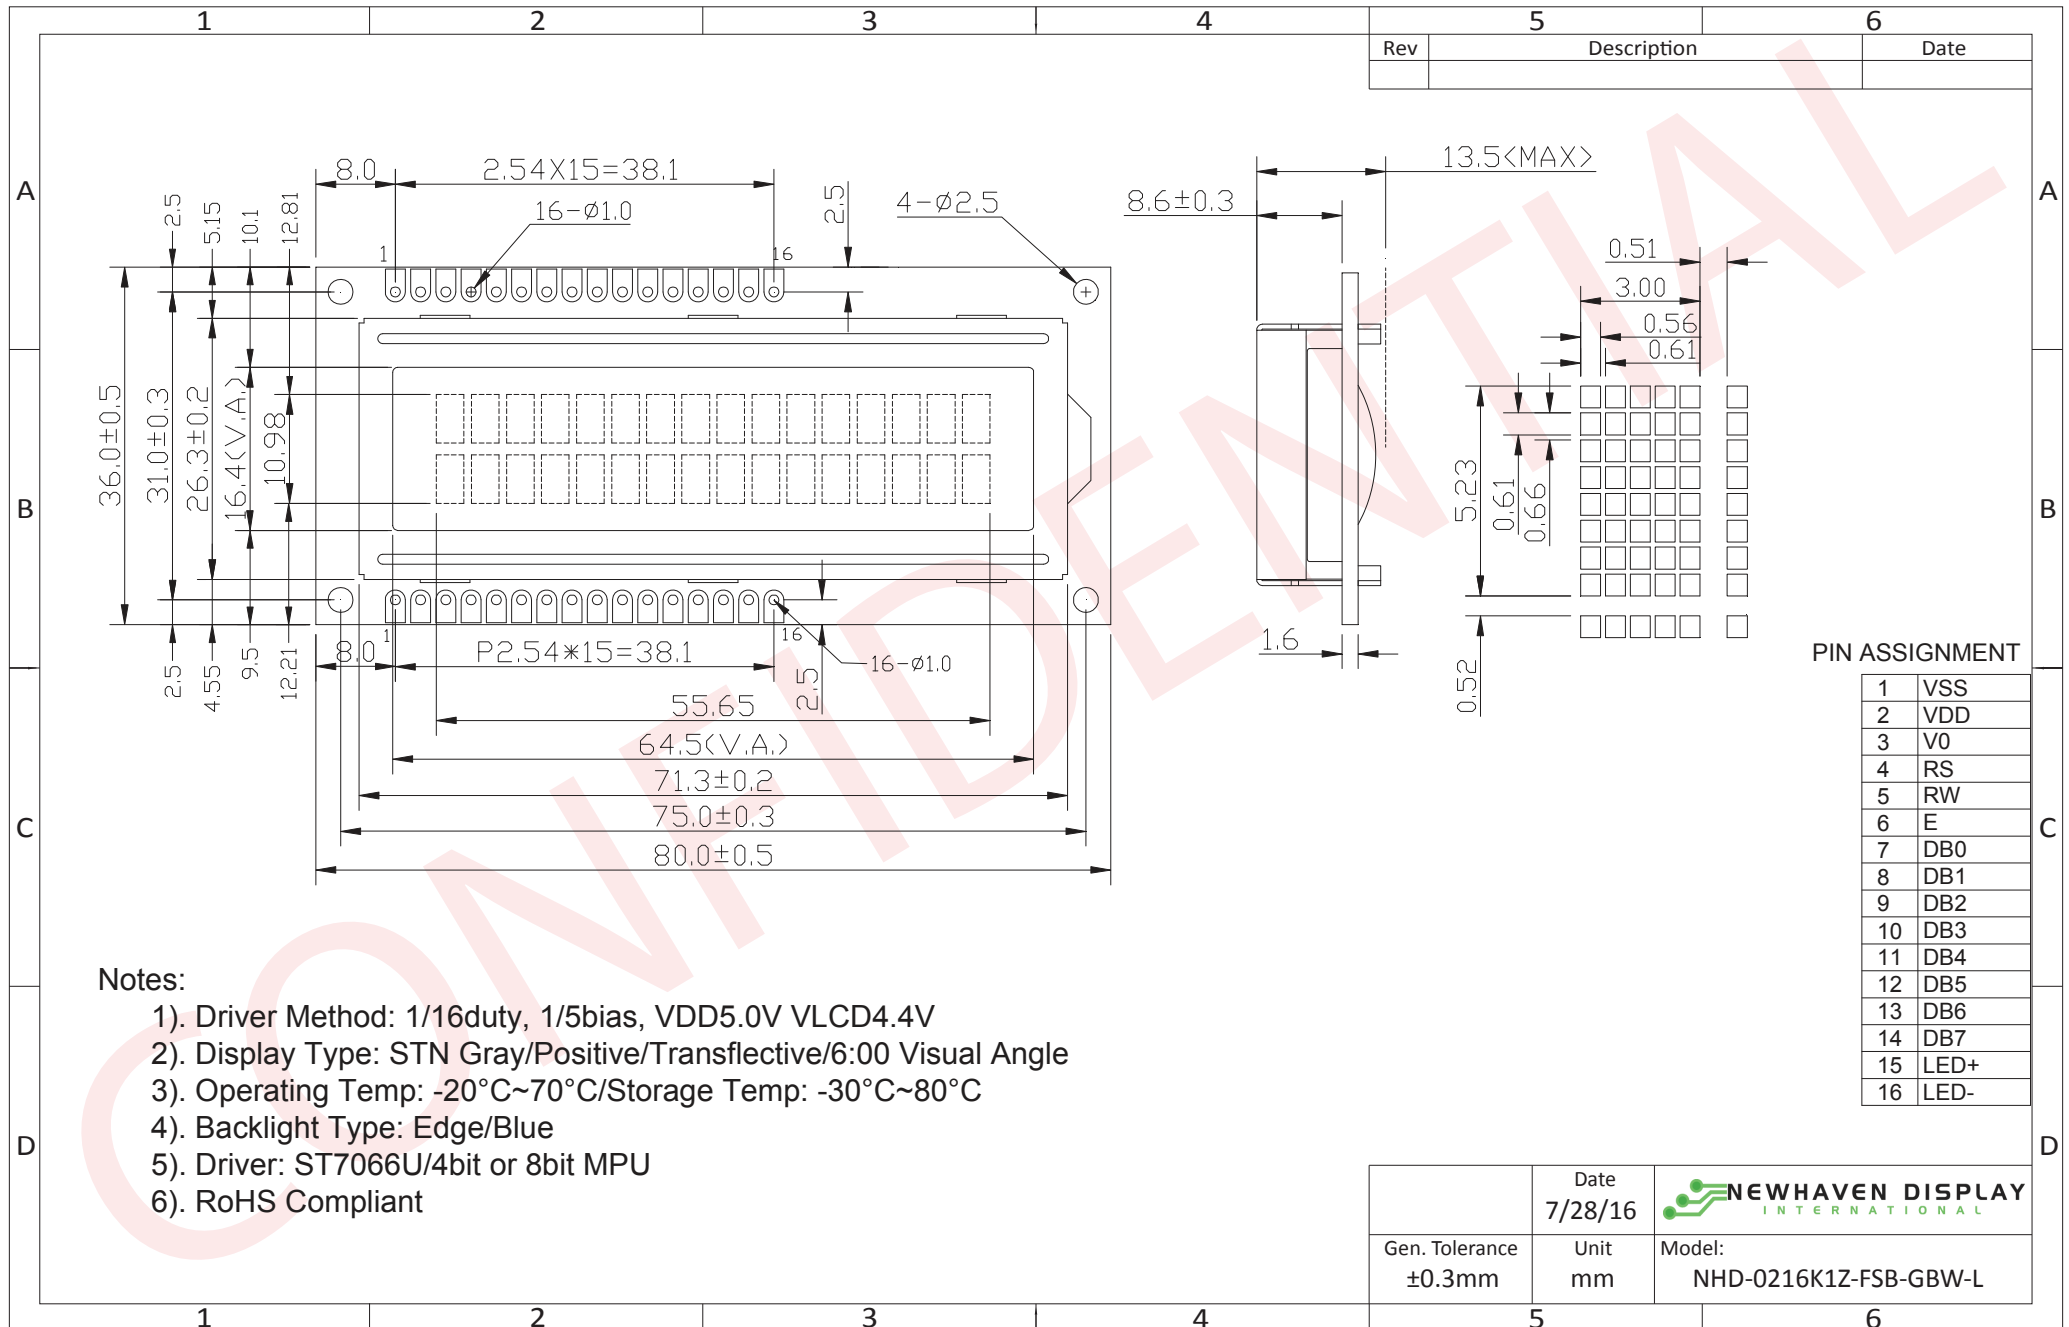 1 2 3 4 5 6
Rev Description Date
A
B
C
D
A
B
C
D
8.0
2.54X15=38.1
16-Ø1.0
2.5
4-Ø2.5
1
16
2.5
5.15
10.1
12.81
36.0±0.5
31.0±0.3
26.3±0.2
16.4(V.A.)
10.98
2.5
4.55
9.5
12.21
1
16
8.0
P2.54*15=38.1
2.5
16-Ø1.0
55.65
64.5(V.A.)
71.3±0.2
75.0±0.3
80.0±0.5
13.5<MAX>
8.6±0.3
1.6
0.51
3.00
0.56
0.61
5.23
0.61
0.66
0.52
PIN ASSIGNMENT
1 VSS
2 VDD
3 V0
4 RS
5 RW
6 E
7 DB0
8 DB1
9 DB2
10 DB3
11 DB4
12 DB5
13 DB6
14 DB7
15 LED+
16 LED-
Notes:
1). Driver Method: 1/16duty, 1/5bias, VDD5.0V VLCD4.4V
2). Display Type: STN Gray/Positive/Transflective/6:00 Visual Angle
3). Operating Temp: -20°C~70°C/Storage Temp: -30°C~80°C
4). Backlight Type: Edge/Blue
5). Driver: ST7066U/4bit or 8bit MPU
6). RoHS Compliant
Date
7/28/16
NEWHAVEN DISPLAY
INTERNATIONAL
Gen. Tolerance
±0.3mm
Unit
mm
Model:
NHD-0216K1Z-FSB-GBW-L
1 2 3 4 5 6
CONFIDENTIAL